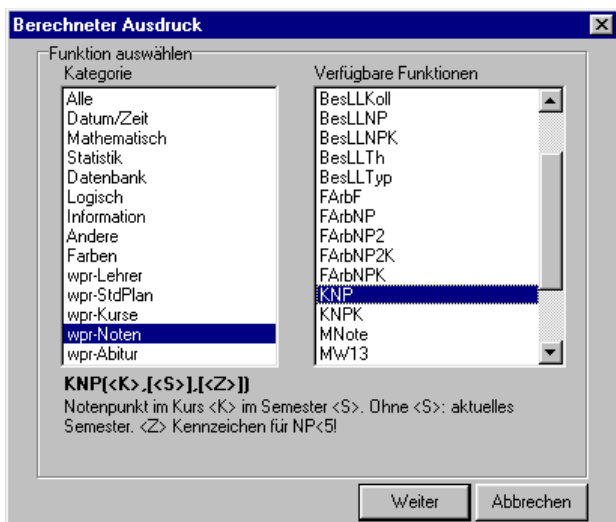 Berechneter Ausdruck
Funktion auswählen
Kategorie
Alle
Datum/Zeit
Mathematisch
Statistik
Datenbank
Logisch
Information
Andere
Farben
wpr-Lehrer
wpr-StdPlan
wpr-Kurse
wpr-Noten
wpr-Abitur
Verfügbare Funktionen
BesLLKoll
BesLLNP
BesLLNPK
BesLLTh
BesLLTyp
FArbF
FArbNP
FArbNP2
FArbNP2K
FArbNPK
KNP
KNPK
MNote
MW13
KNP(<K>,[<S>],[<Z>])
Notenpunkt im Kurs <K> im Semester <S>. Ohne <S>: aktuelles
Semester. <Z> Kennzeichen für NP<5!
Weiter
Abbrechen